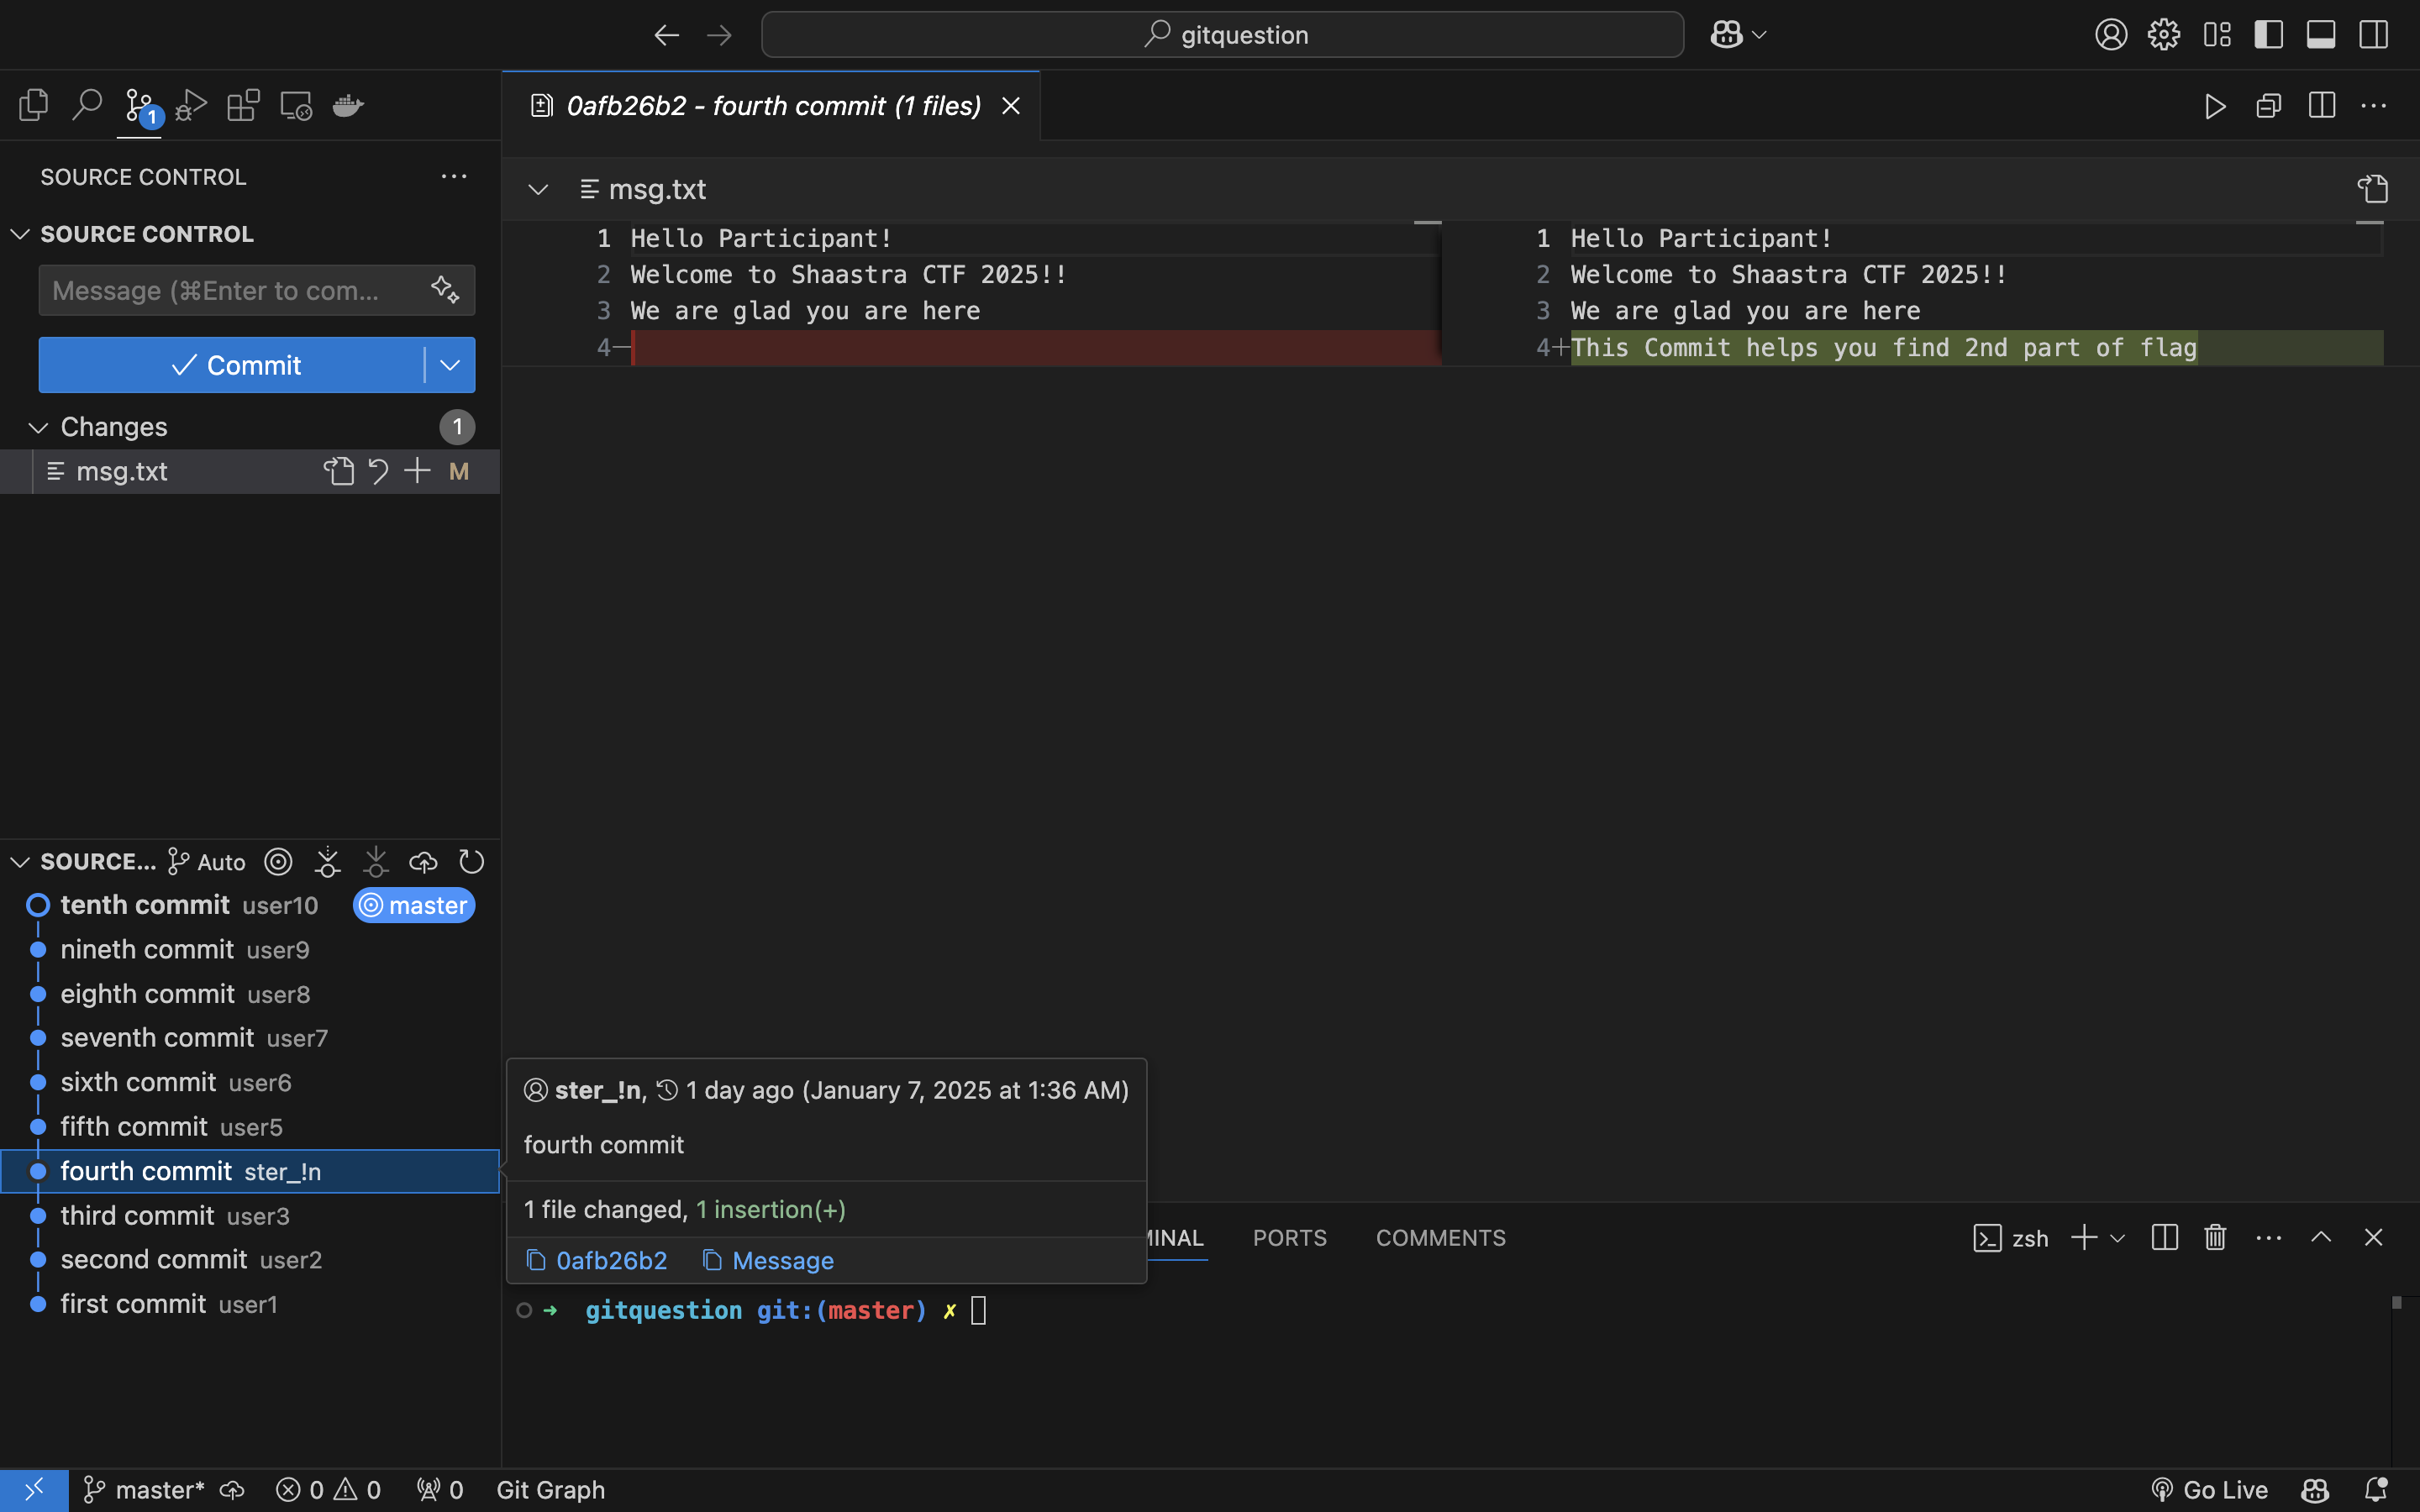 gitquestion
1
0afb26b2 - fourth commit (1 files)
SOURCE CONTROL
SOURCE CONTROL
Message (⌘Enter to com...
Commit
Changes 1
msg.txt M
msg.txt
1 Hello Participant!
2 Welcome to Shaastra CTF 2025!!
3 We are glad you are here
4—
1 Hello Participant!
2 Welcome to Shaastra CTF 2025!!
3 We are glad you are here
4+This Commit helps you find 2nd part of flag
SOURCE... Auto
tenth commit user10 master
nineth commit user9
eighth commit user8
seventh commit user7
sixth commit user6
fifth commit user5
fourth commit ster_!n
third commit user3
second commit user2
first commit user1
ster_!n, 1 day ago (January 7, 2025 at 1:36 AM)
fourth commit
1 file changed, 1 insertion(+)
0afb26b2 Message
MINAL PORTS COMMENTS
zsh
gitquestion git:(master) ✗
master* 0 0 0 Git Graph
Go Live